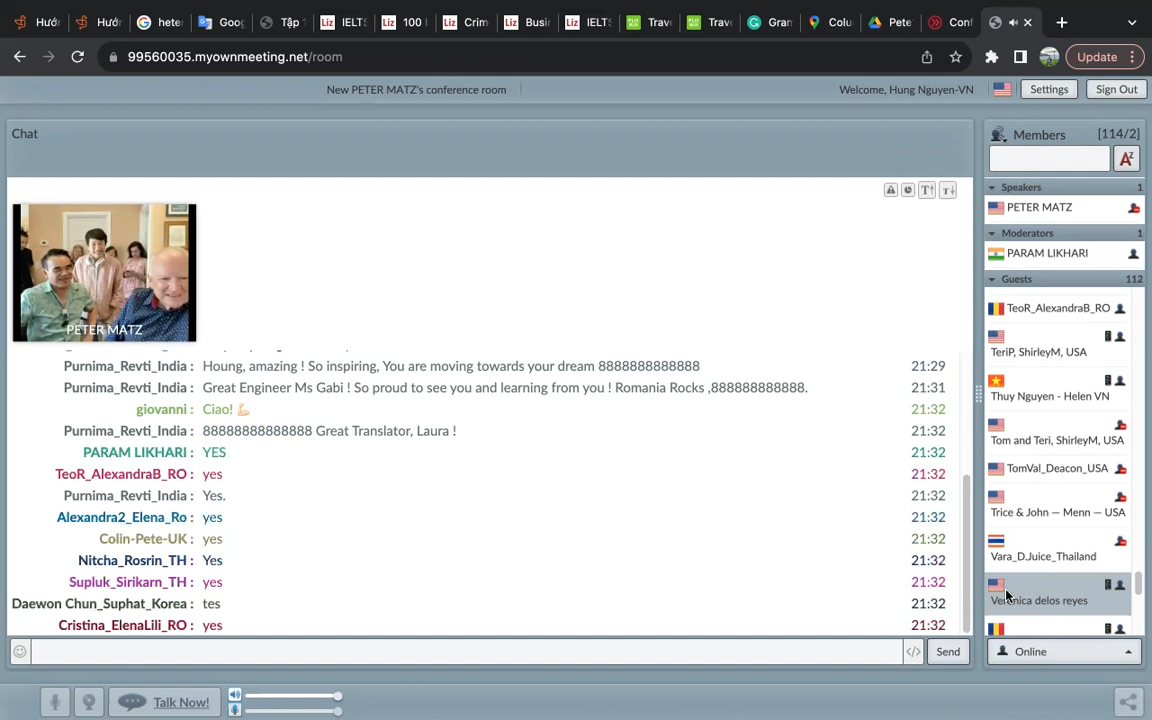 Hướ
Hướ
heter
Goog
Tập '
IELTS
100 l
Crim
Busir
IELTS
Trave
Trave
Gran
Colu
Pete
Conf
99560035.myownmeeting.net/room
Update
New PETER MATZ's conference room
Welcome, Hung Nguyen-VN
Settings
Sign Out
Chat
PETER MATZ
Purnima_Revti_India : Houng, amazing ! So inspiring, You are moving towards your dream 8888888888888 21:29
Purnima_Revti_India : Great Engineer Ms Gabi ! So proud to see you and learning from you ! Romania Rocks ,888888888888. 21:31
giovanni : Ciao! 💪🏻 21:32
Purnima_Revti_India : 88888888888888 Great Translator, Laura ! 21:32
PARAM LIKHARI : YES 21:32
TeoR_AlexandraB_RO : yes 21:32
Purnima_Revti_India : Yes. 21:32
Alexandra2_Elena_Ro : yes 21:32
Colin-Pete-UK : yes 21:32
Nitcha_Rosrin_TH : Yes 21:32
Supluk_Sirikarn_TH : yes 21:32
Daewon Chun_Suphat_Korea : tes 21:32
Cristina_ElenaLili_RO : yes 21:32
Send
Talk Now!
Members [114/2]
Speakers 1
PETER MATZ
Moderators 1
PARAM LIKHARI
Guests 112
TeoR_AlexandraB_RO
TeriP, ShirleyM, USA
Thuy Nguyen - Helen VN
Tom and Teri, ShirleyM, USA
TomVal_Deacon_USA
Trice & John — Menn — USA
Vara_D.Juice_Thailand
Veronica delos reyes
Online